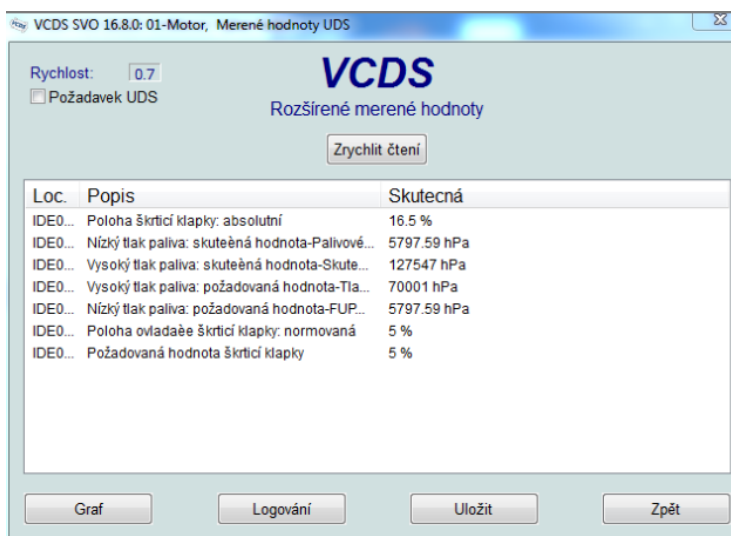 VCDS SVO 16.8.0: 01-Motor, Merené hodnoty UDS
Rychlost: 0.7
Požadavek UDS
VCDS
Rozšírené merené hodnoty
Zrychlit čtení
Loc. Popis Skutecná
IDE0... Poloha škrticí klapky: absolutní 16.5 %
IDE0... Nízký tlak paliva: skuteèná hodnota-Palivové... 5797.59 hPa
IDE0... Vysoký tlak paliva: skuteèná hodnota-Skute... 127547 hPa
IDE0... Vysoký tlak paliva: požadovaná hodnota-Tla... 70001 hPa
IDE0... Nízký tlak paliva: požadovaná hodnota-FUP... 5797.59 hPa
IDE0... Poloha ovladaèe škrticí klapky: normovaná 5 %
IDE0... Požadovaná hodnota škrticí klapky 5 %
Graf Logování Uložit Zpět